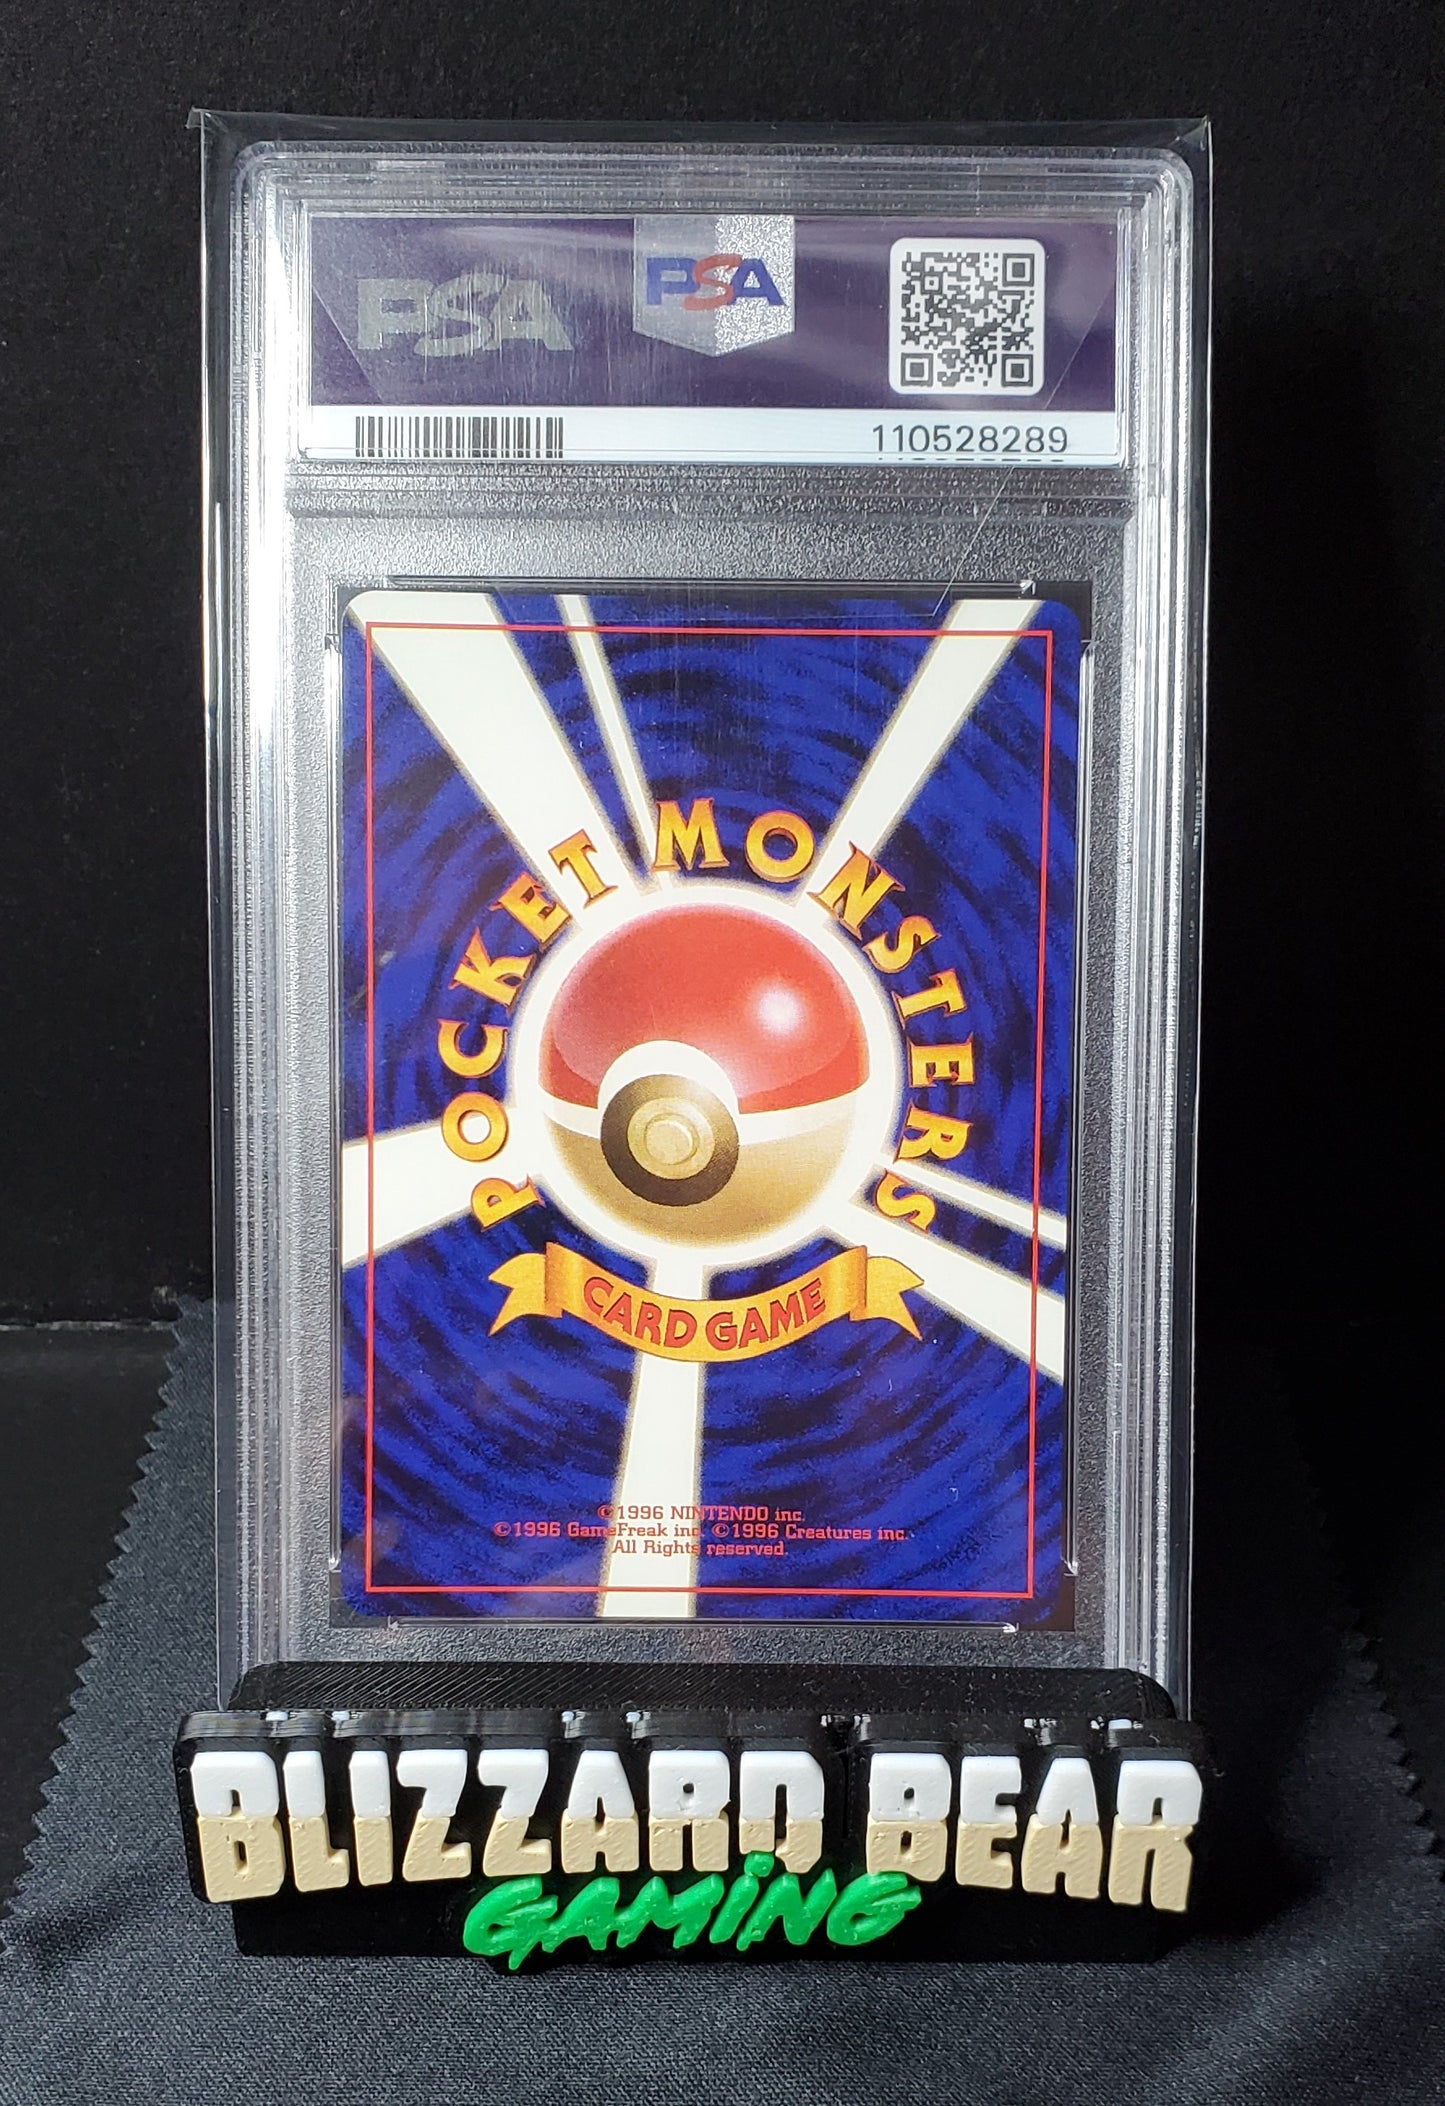 PSA
PSA
110528289
POCKET MONSTERS
CARD GAME
©1996 NINTENDO inc.
©1996 GameFreak inc. ©1996 Creatures inc.
All Rights reserved.
BLIZZARD BEAR
GAMING